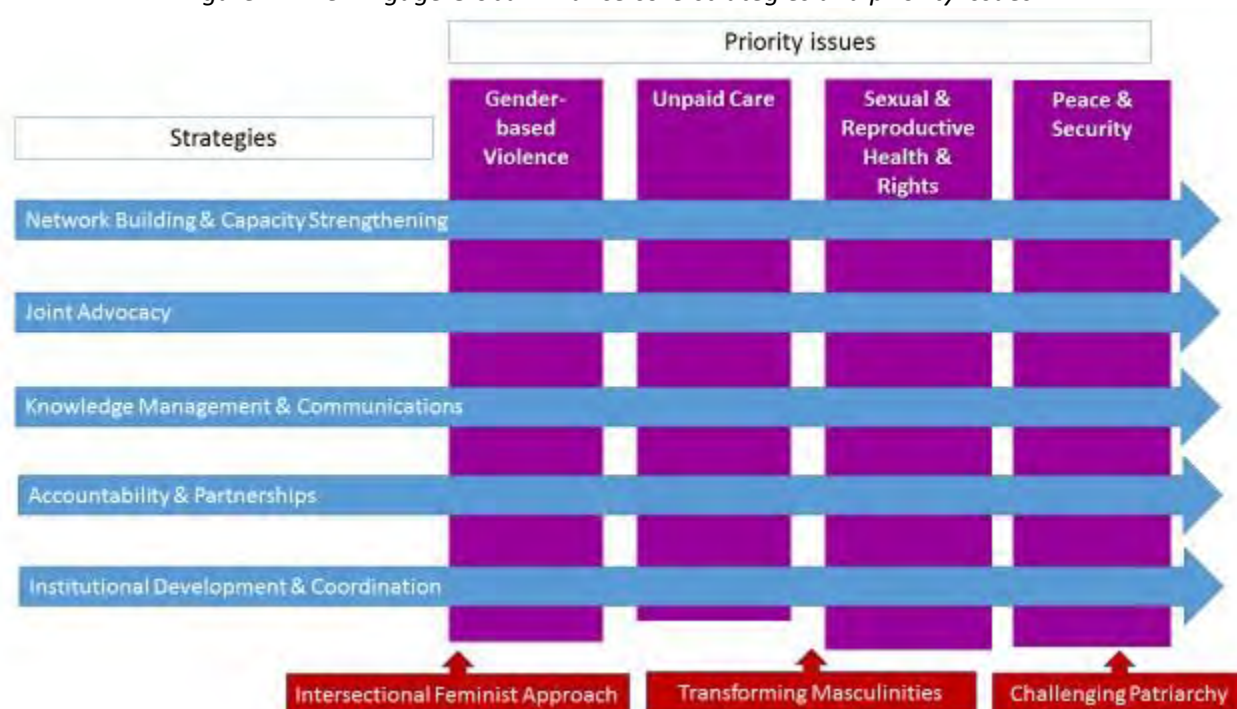 Priority issues
Gender-
based
Violence
Unpaid Care
Sexual &
Reproductive
Health &
Rights
Peace &
Security
Strategies
Network Building & Capacity Strengthening
Joint Advocacy
Knowledge Management & Communications
Accountability & Partnerships
Institutional Development & Coordination
Intersectional Feminist Approach
Transforming Masculinities
Challenging Patriarchy